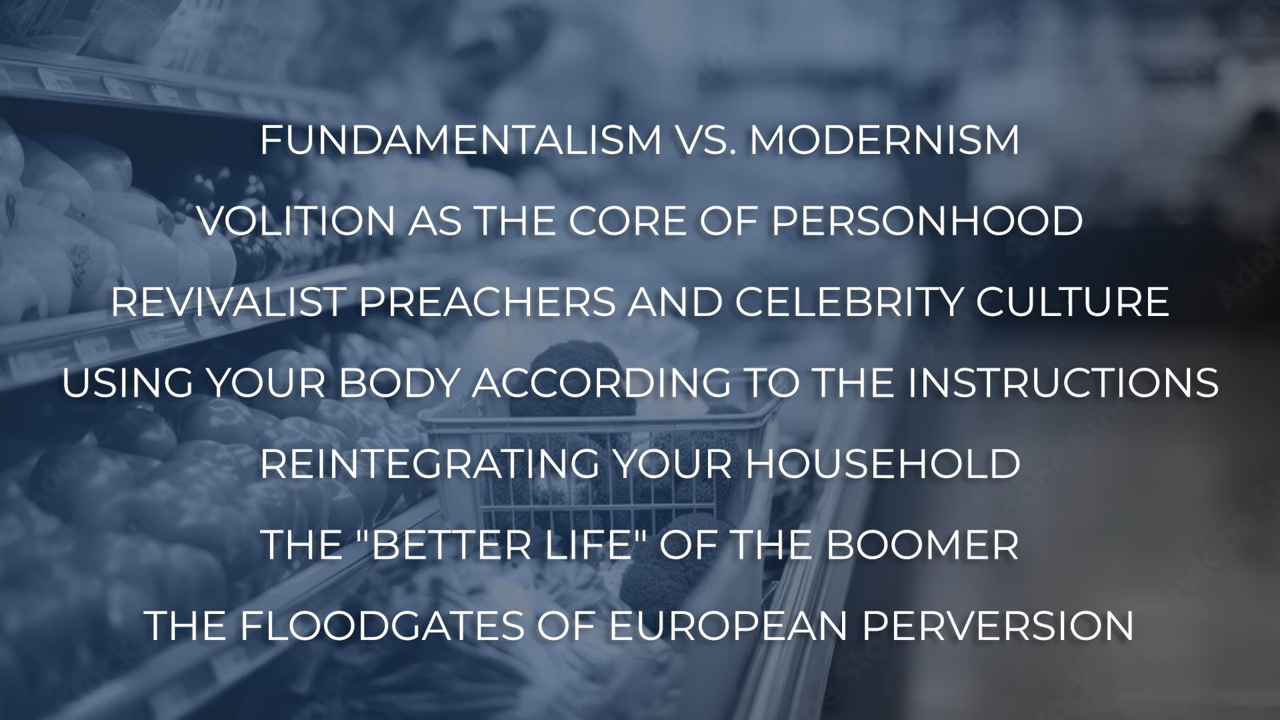 FUNDAMENTALISM VS. MODERNISM
VOLITION AS THE CORE OF PERSONHOOD
REVIVALIST PREACHERS AND CELEBRITY CULTURE
USING YOUR BODY ACCORDING TO THE INSTRUCTIONS
REINTEGRATING YOUR HOUSEHOLD
THE "BETTER LIFE" OF THE BOOMER
THE FLOODGATES OF EUROPEAN PERVERSION